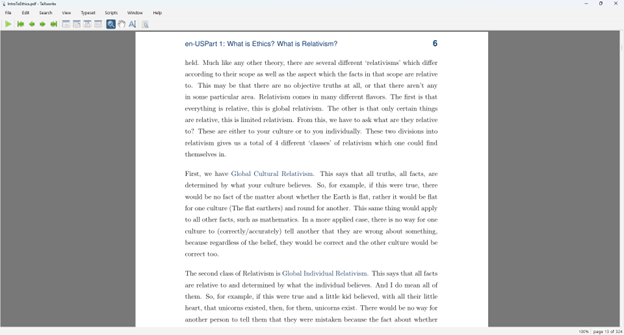 IntroToEthics.pdf - TeXworks
File Edit Search View Typeset Scripts Window Help
en-USPart 1: What is Ethics? What is Relativism? 6
held. Much like any other theory, there are several different ‘relativisms’ which differ
according to their scope as well as the aspect which the facts in that scope are relative
to. This may be that there are no objective truths at all, or that there aren’t any
in some particular area. Relativism comes in many different flavors. The first is that
everything is relative, this is global relativism. The other is that only certain things
are relative, this is limited relativism. From this, we have to ask what are they relative
to? These are either to your culture or to you individually. These two divisions into
relativism gives us a total of 4 different ‘classes’ of relativism which one could find
themselves in.
First, we have Global Cultural Relativism. This says that all truths, all facts, are
determined by what your culture believes. So, for example, if this were true, there
would be no fact of the matter about whether the Earth is flat, rather it would be flat
for one culture (The flat earthers) and round for another. This same thing would apply
to all other facts, such as mathematics. In a more applied case, there is no way for one
culture to (correctly/accurately) tell another that they are wrong about something,
because regardless of the belief, they would be correct and the other culture would be
correct too.
The second class of Relativism is Global Individual Relativism. This says that all facts
are relative to and determined by what the individual believes. And I do mean all of
them. So, for example, if this were true and a little kid believed, with all their little
heart, that unicorns existed, then, for them, unicorns exist. There would be no way for
another person to tell them that they were mistaken because the fact about whether
100% page 13 of 324